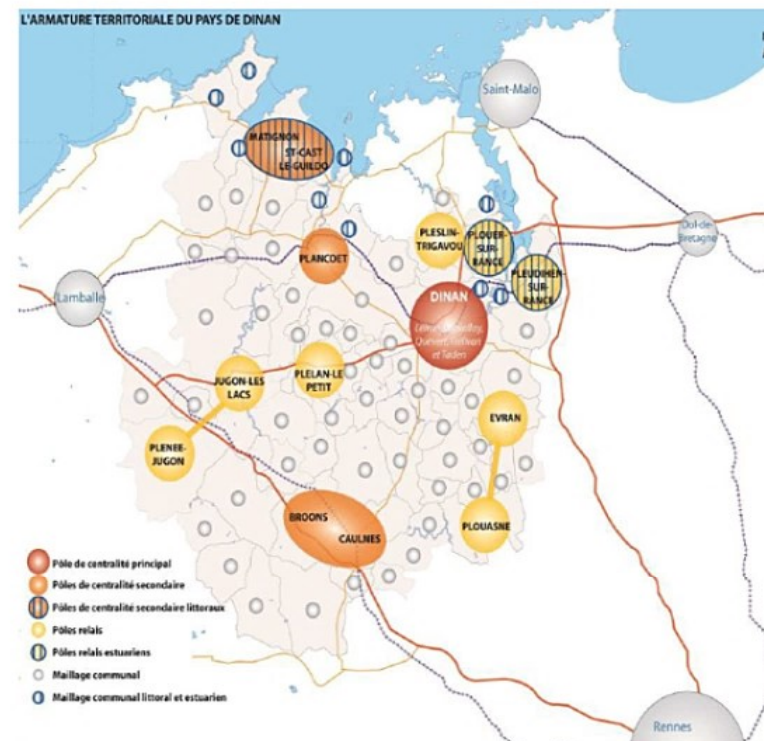 L'ARMATURE TERRITORIALE DU PAYS DE DINAN
Saint-Malo
MATIGNON
ST-CAST
LE-GUILDO
PLESLIN-
TRIGAVOU
PLOUER-
SUR-
RANCE
Dol-de-
Bretagne
PLANCOET
PLEUDIHEN-
SUR-
RANCE
Lamballe
DINAN
et Taden
JUGON-LES
LACS
PLELAN-LE
PETIT
EVRAN
PLENEE-
JUGON
BROONS
CAULNES
PLOUASNE
Pôle de centralité principal
Pôles de centralité secondaire
Pôles de centralité secondaire littoraux
Pôles relais
Pôles relais estuariens
Maillage communal
Maillage communal littoral et estuarien
Rennes